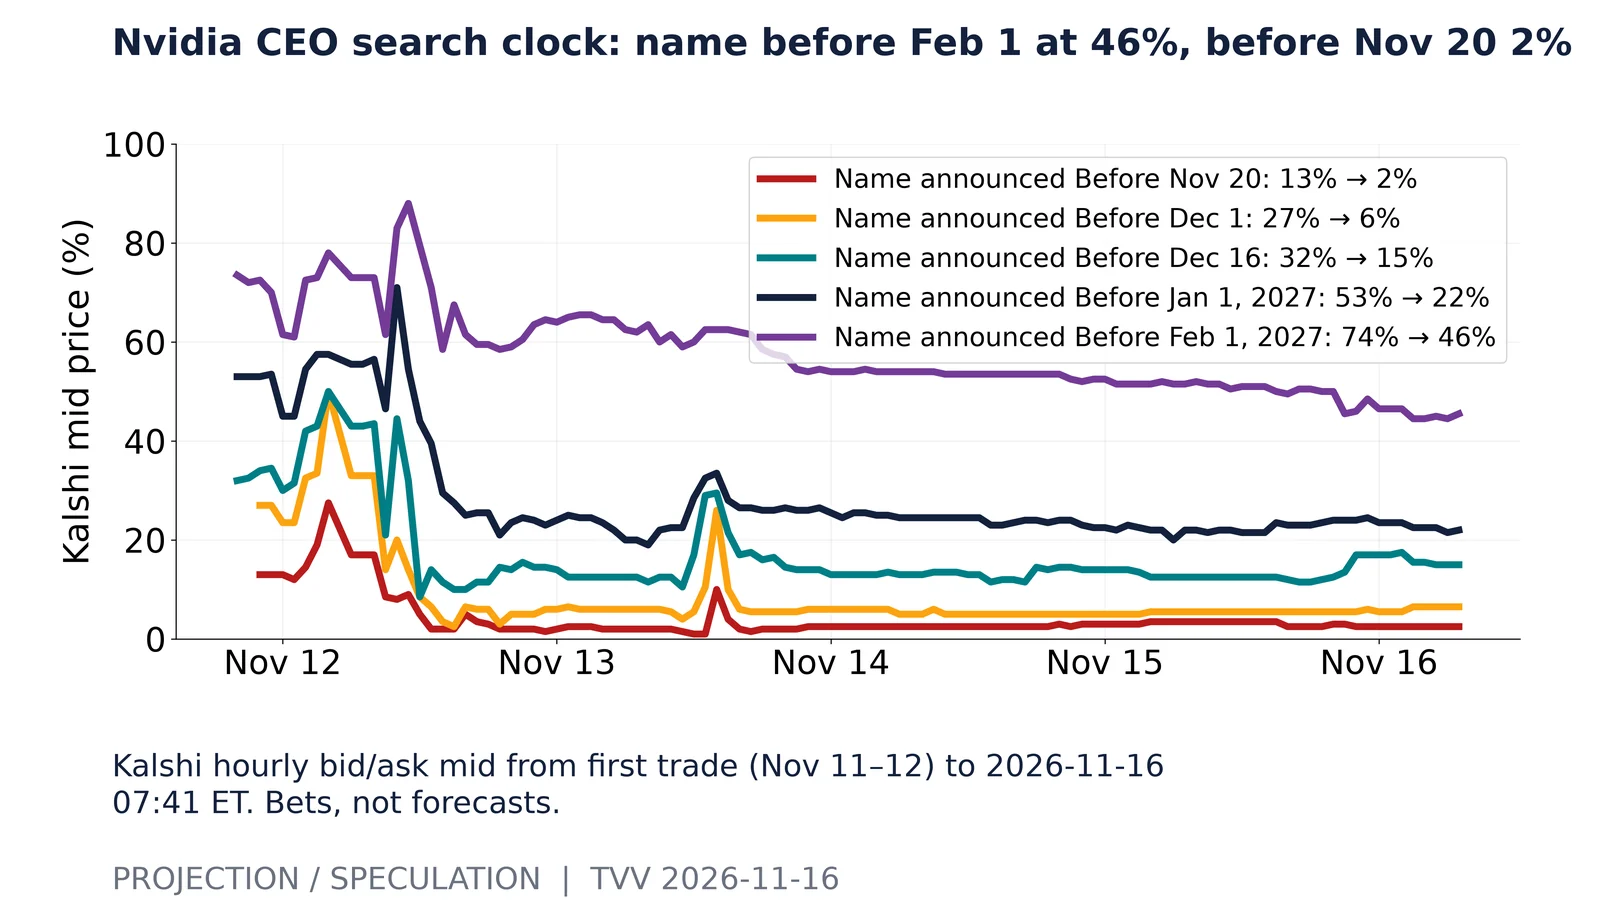 Nvidia CEO search clock: name before Feb 1 at 46%, before Nov 20 2%
Kalshi mid price (%)
100
80
60
40
20
0
Name announced Before Nov 20: 13% → 2%
Name announced Before Dec 1: 27% → 6%
Name announced Before Dec 16: 32% → 15%
Name announced Before Jan 1, 2027: 53% → 22%
Name announced Before Feb 1, 2027: 74% → 46%
Nov 12
Nov 13
Nov 14
Nov 15
Nov 16
Kalshi hourly bid/ask mid from first trade (Nov 11–12) to 2026-11-16
07:41 ET. Bets, not forecasts.
PROJECTION / SPECULATION | TVV 2026-11-16